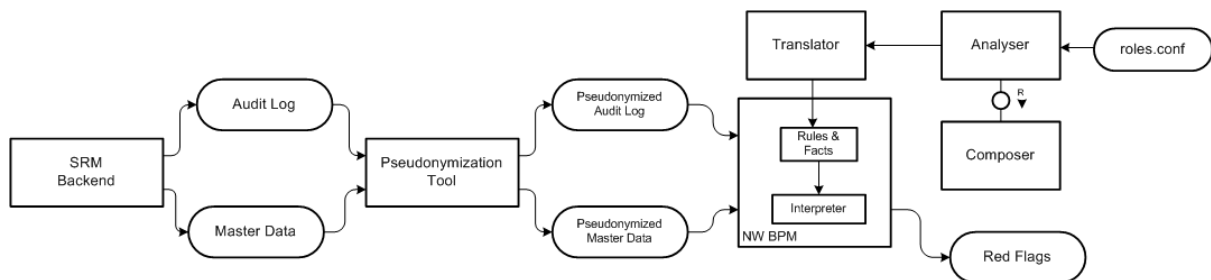 SRM
Backend
Audit Log
Master Data
Pseudonymization
Tool
Pseudonymized
Audit Log
Pseudonymized
Master Data
Translator
Analyser
roles.conf
R
Composer
Rules &
Facts
Interpreter
NW BPM
Red Flags